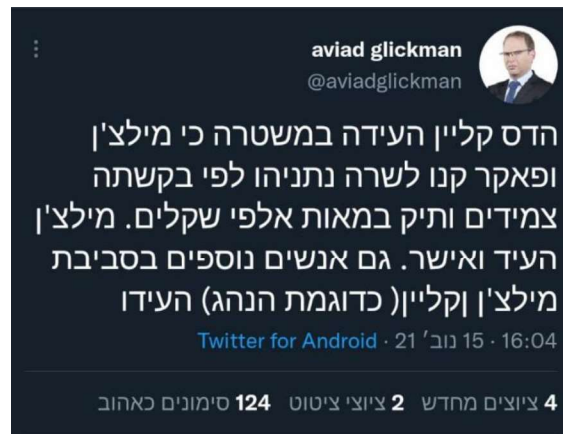 aviad glickman
@aviadglickman
הדס קליין העידה במשטרה כי מילצ'ן
ופאקר קנו לשרה נתניהו לפי בקשתה
צמידים ותיק במאות אלפי שקלים. מילצ'ן
העיד ואישר. גם אנשים נוספים בסביבת
מילצ'ן וקליין( כדוגמת הנהג) העידו
16:04 · 15 נוב׳ 21 · Twitter for Android
4 ציוצים מחדש 2 ציוצי ציטוט 124 סימונים כאהוב